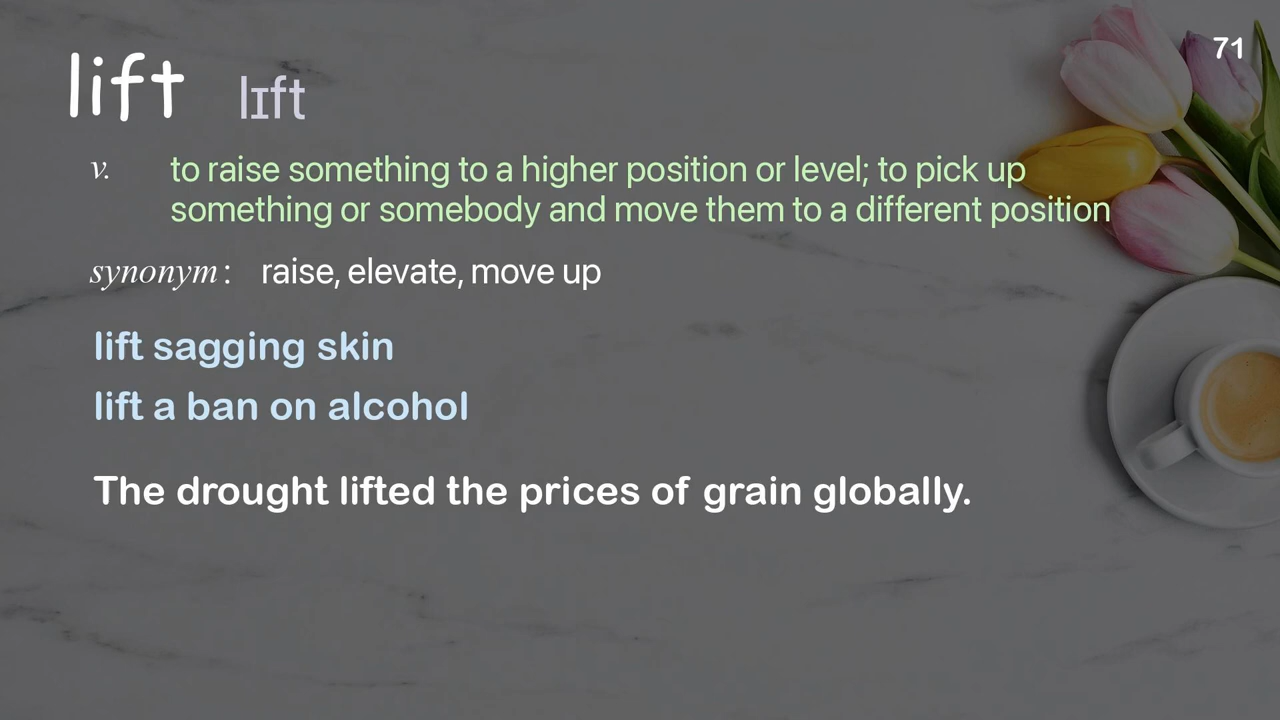 71
lift lɪft
v. to raise something to a higher position or level; to pick up
something or somebody and move them to a different position
synonym: raise, elevate, move up
lift sagging skin
lift a ban on alcohol
The drought lifted the prices of grain globally.